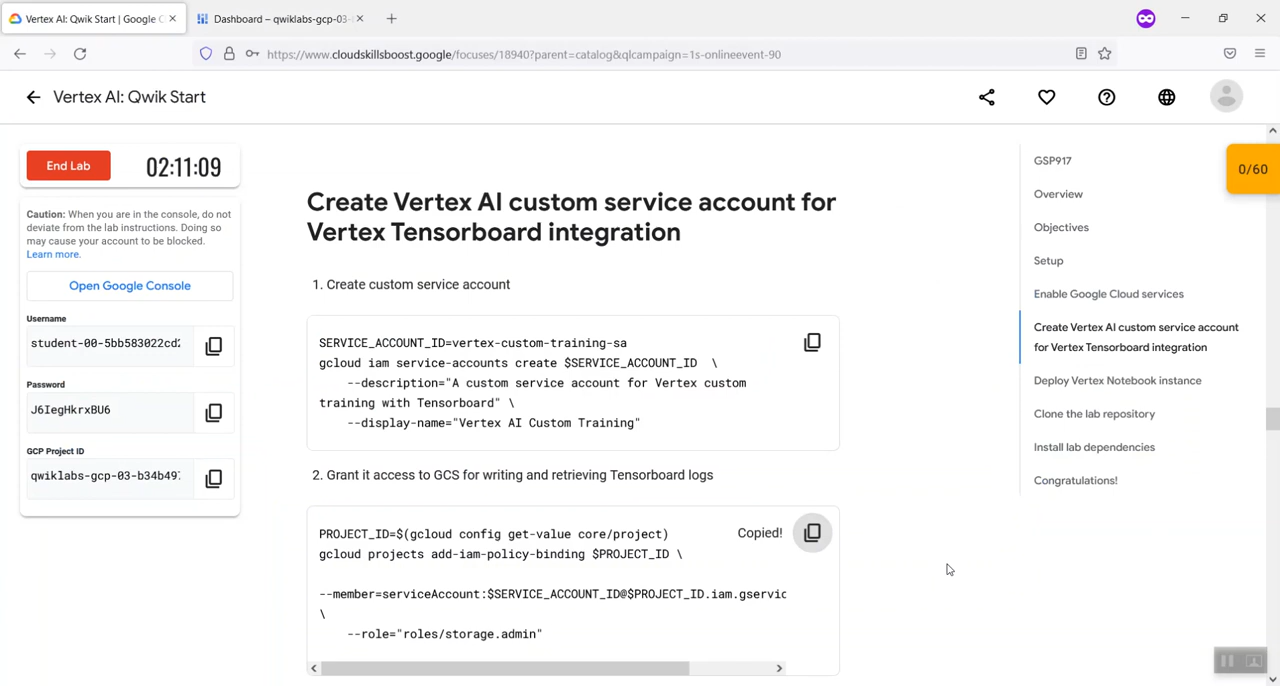 Vertex AI: Qwik Start | Google C
Dashboard – qwiklabs-gcp-03-
https://www.cloudskillsboost.google/focuses/18940?parent=catalog&qlcampaign=1s-onlineevent-90
Vertex AI: Qwik Start
End Lab
02:11:09
Caution: When you are in the console, do not
deviate from the lab instructions. Doing so
may cause your account to be blocked.
Learn more.
Open Google Console
Username
student-00-5bb583022cd2
Password
J6IegHkrxBU6
GCP Project ID
qwiklabs-gcp-03-b34b497
Create Vertex AI custom service account for
Vertex Tensorboard integration
1. Create custom service account
SERVICE_ACCOUNT_ID=vertex-custom-training-sa
gcloud iam service-accounts create $SERVICE_ACCOUNT_ID \
--description="A custom service account for Vertex custom
training with Tensorboard" \
--display-name="Vertex AI Custom Training"
2. Grant it access to GCS for writing and retrieving Tensorboard logs
PROJECT_ID=$(gcloud config get-value core/project)
Copied!
gcloud projects add-iam-policy-binding $PROJECT_ID \
--member=serviceAccount:$SERVICE_ACCOUNT_ID@$PROJECT_ID.iam.gservic
\
--role="roles/storage.admin"
GSP917
Overview
Objectives
Setup
Enable Google Cloud services
Create Vertex AI custom service account
for Vertex Tensorboard integration
Deploy Vertex Notebook instance
Clone the lab repository
Install lab dependencies
Congratulations!
0/60